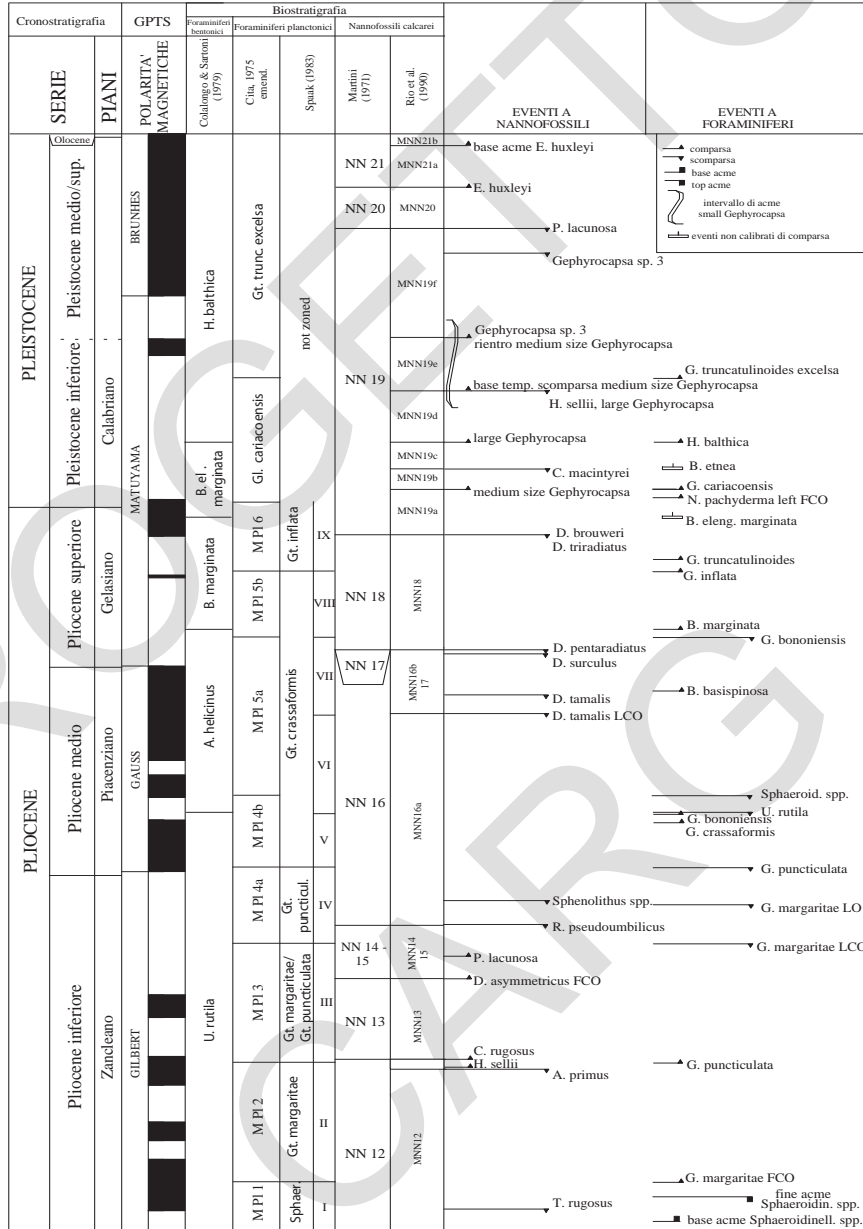 Cronostratigrafia
GPTS
Biostratigrafia
Foraminiferi bentonici
Foraminiferi planctonici
Nannofossili calcarei
SERIE
PIANI
POLARITA' MAGNETICHE
Colalongo & Sartoni (1979)
Cita, 1975 emend.
Spaak (1983)
Martini (1971)
Rio et al. (1990)
EVENTI A NANNOFOSSILI
EVENTI A FORAMINIFERI
comparsa
scomparsa
base acme
top acme
intervallo di acme
small Gephyrocapsa
eventi non calibrati di comparsa
PLEISTOCENE
PLIOCENE
Olocene
Pleistocene medio/sup.
Pleistocene inferiore
Pliocene superiore
Pliocene medio
Pliocene inferiore
Calabriano
Gelasiano
Piacenziano
Zancleano
BRUNHES
MATUYAMA
GAUSS
GILBERT
H. balthica
B. el. marginata
B. marginata
A. helicinus
U. rutila
Gt. trunc. excelsa
Gl. cariacoensis
M Pl 6
M Pl 5b
M Pl 5a
M Pl 4b
M Pl 4a
M Pl 3
M Pl 2
M Pl 1
not zoned
Gt. inflata
Gt. crassaformis
Gt. puncticul.
Gt. margaritae/
Gt. puncticulata
Gt. margaritae
Sphaer.
IX
VIII
VII
VI
V
IV
III
II
I
NN 21
NN 20
NN 19
NN 18
NN 17
NN 16
NN 14 - 15
NN 13
NN 12
MNN21b
MNN21a
MNN20
MNN19f
MNN19e
MNN19d
MNN19c
MNN19b
MNN19a
MNN18
MNN16b 17
MNN16a
MNN14 15
MNN13
MNN12
base acme E. huxleyi
E. huxleyi
P. lacunosa
Gephyrocapsa sp. 3
Gephyrocapsa sp. 3
rientro medium size Gephyrocapsa
base temp. scomparsa medium size Gephyrocapsa
H. sellii, large Gephyrocapsa
large Gephyrocapsa
C. macintyrei
medium size Gephyrocapsa
D. brouweri
D. triradiatus
D. pentaradiatus
D. surculus
D. tamalis
D. tamalis LCO
Sphenolithus spp.
R. pseudoumbilicus
P. lacunosa
D. asymmetricus FCO
C. rugosus
H. sellii
A. primus
T. rugosus
G. truncatulinoides excelsa
H. balthica
B. etnea
G. cariacoensis
N. pachyderma left FCO
B. eleng. marginata
G. truncatulinoides
G. inflata
B. marginata
G. bononiensis
B. basispinosa
Sphaeroid. spp.
U. rutila
G. bononiensis
G. crassaformis
G. puncticulata
G. margaritae LO
G. margaritae LCO
G. puncticulata
G. margaritae FCO
fine acme
Sphaeroidin. spp.
base acme Sphaeroidinell. spp.
PROGETTO
CARG